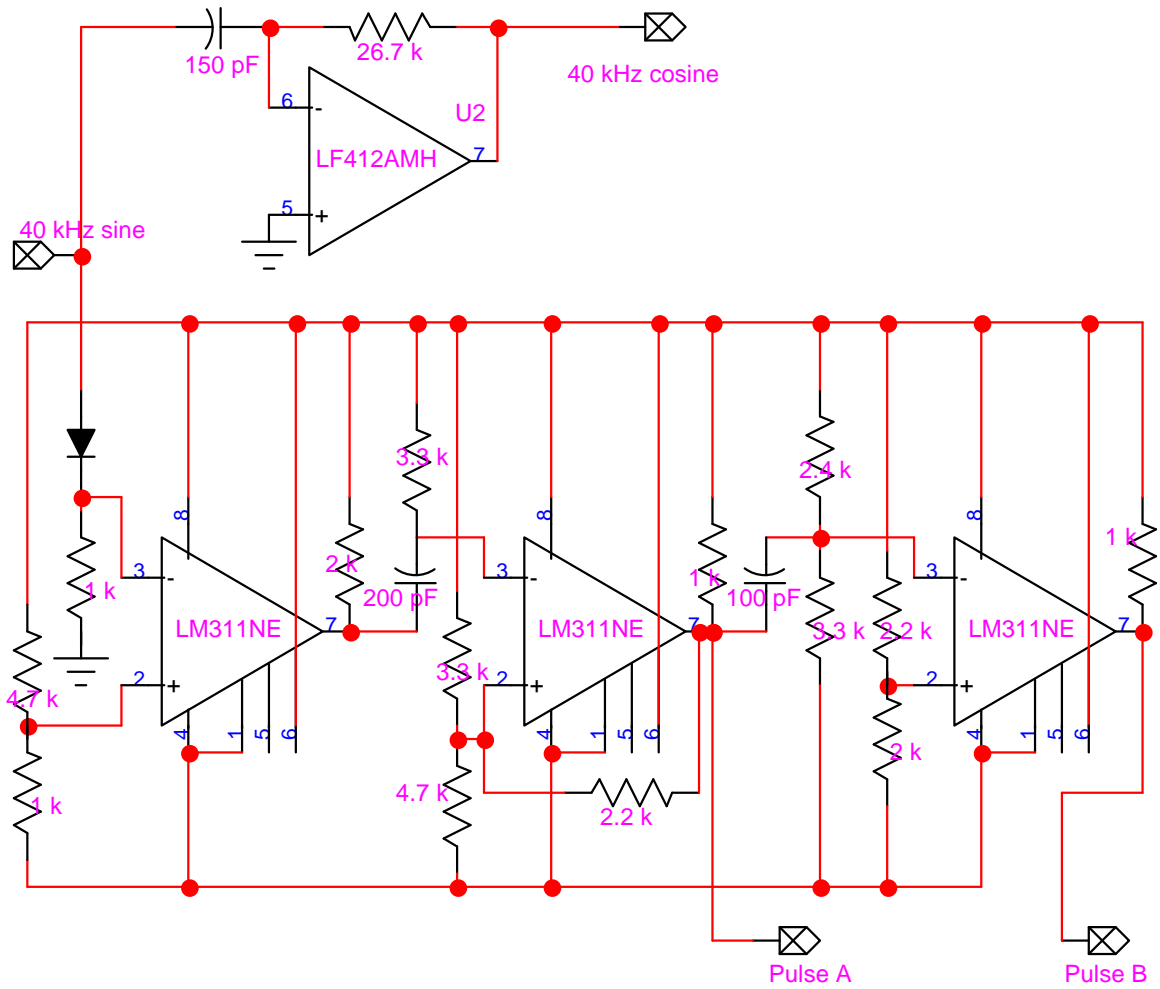 150 pF
26.7 k
40 kHz cosine
U2
6
-
LF412AMH
7
5
+
40 kHz sine
3.3 k
2.4 k
8
8
8
1 k
3
-
1 k
2 k
200 pF
3
-
1 k
100 pF
3
-
LM311NE
7
LM311NE
7
3.3 k
2.2 k
LM311NE
7
4.7 k
2
+
3.3 k
2
+
2
+
4
1
5
6
4
1
5
6
4
1
5
6
1 k
4.7 k
2.2 k
2 k
Pulse A
Pulse B